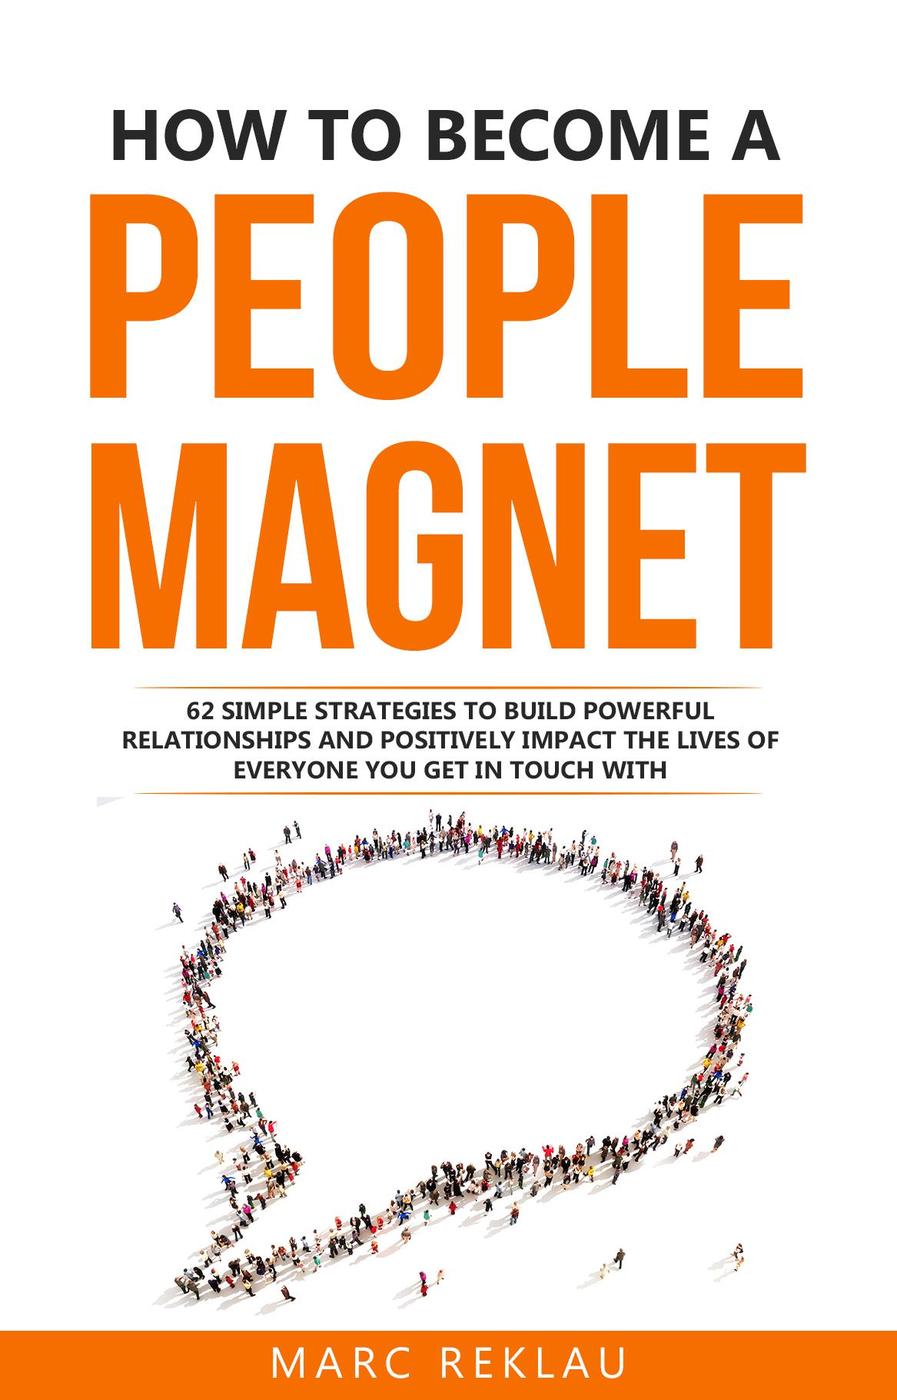 HOW TO BECOME A
PEOPLE
MAGNET
62 SIMPLE STRATEGIES TO BUILD POWERFUL
RELATIONSHIPS AND POSITIVELY IMPACT THE LIVES OF
EVERYONE YOU GET IN TOUCH WITH
MARC REKLAU